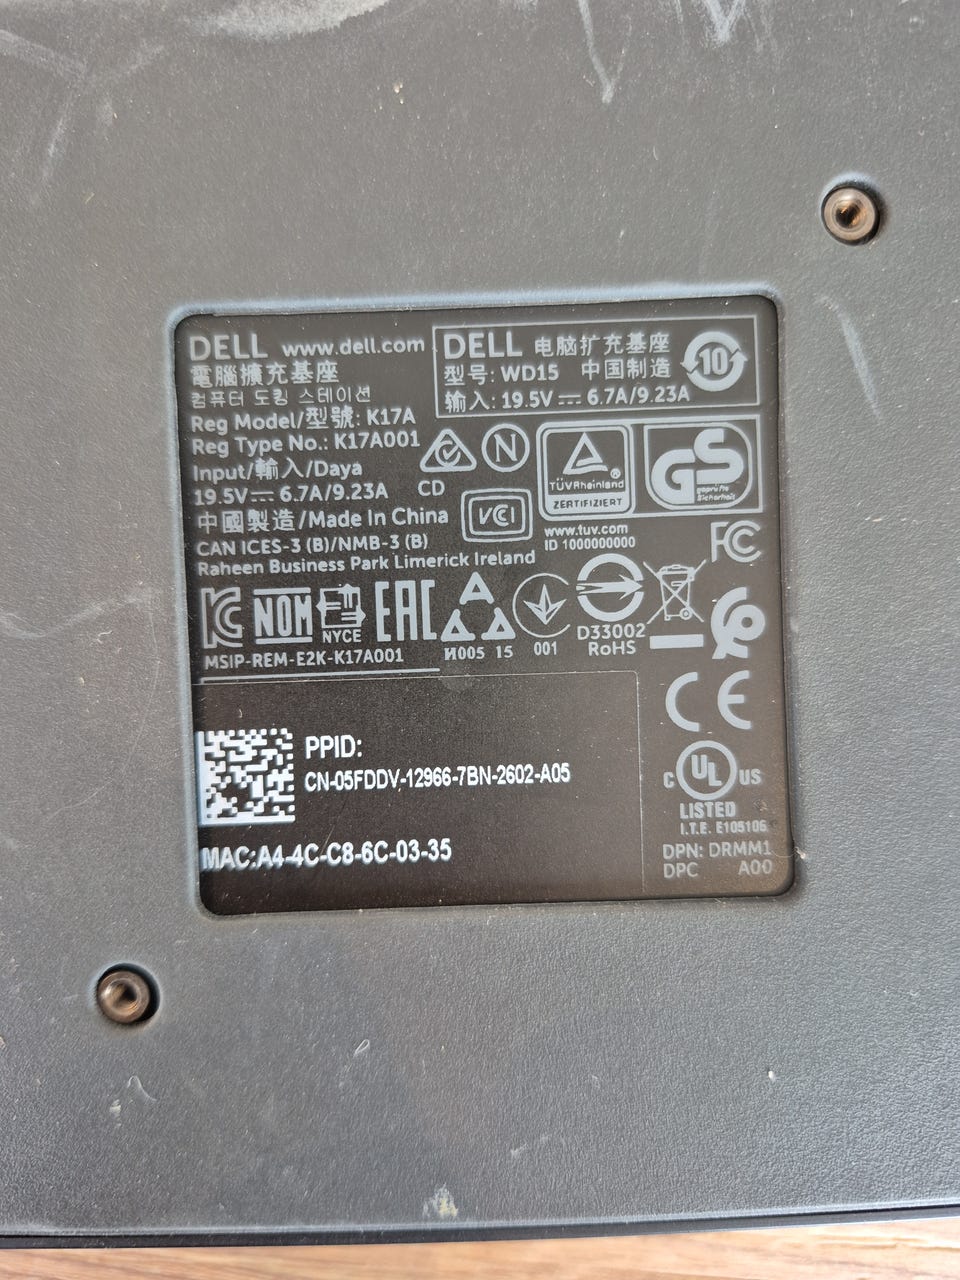 DELL www.dell.com
電腦擴充基座
컴퓨터 도킹 스테이션
Reg Model/型號: K17A
Reg Type No.: K17A001
Input/輸入/Daya
19.5V⎓6.7A/9.23A
中國製造/Made In China
CAN ICES-3 (B)/NMB-3 (B)
Raheen Business Park Limerick Ireland
DELL 电脑扩充基座
型号: WD15 中国制造
输入: 19.5V⎓6.7A/9.23A
10
CD
N
VCI
TÜVRheinland
ZERTIFIZIERT
GS
geprüfte
Sicherheit
www.tuv.com
ID 1000000000
FC
KC
NOM
NYCE
EAC
И005 15
001
D33002
RoHS
MSIP-REM-E2K-K17A001
CE
PPID:
CN-05FDDV-12966-7BN-2602-A05
MAC:A4-4C-C8-6C-03-35
C UL US
LISTED
I.T.E. E105106
DPN: DRMM1
DPC A00